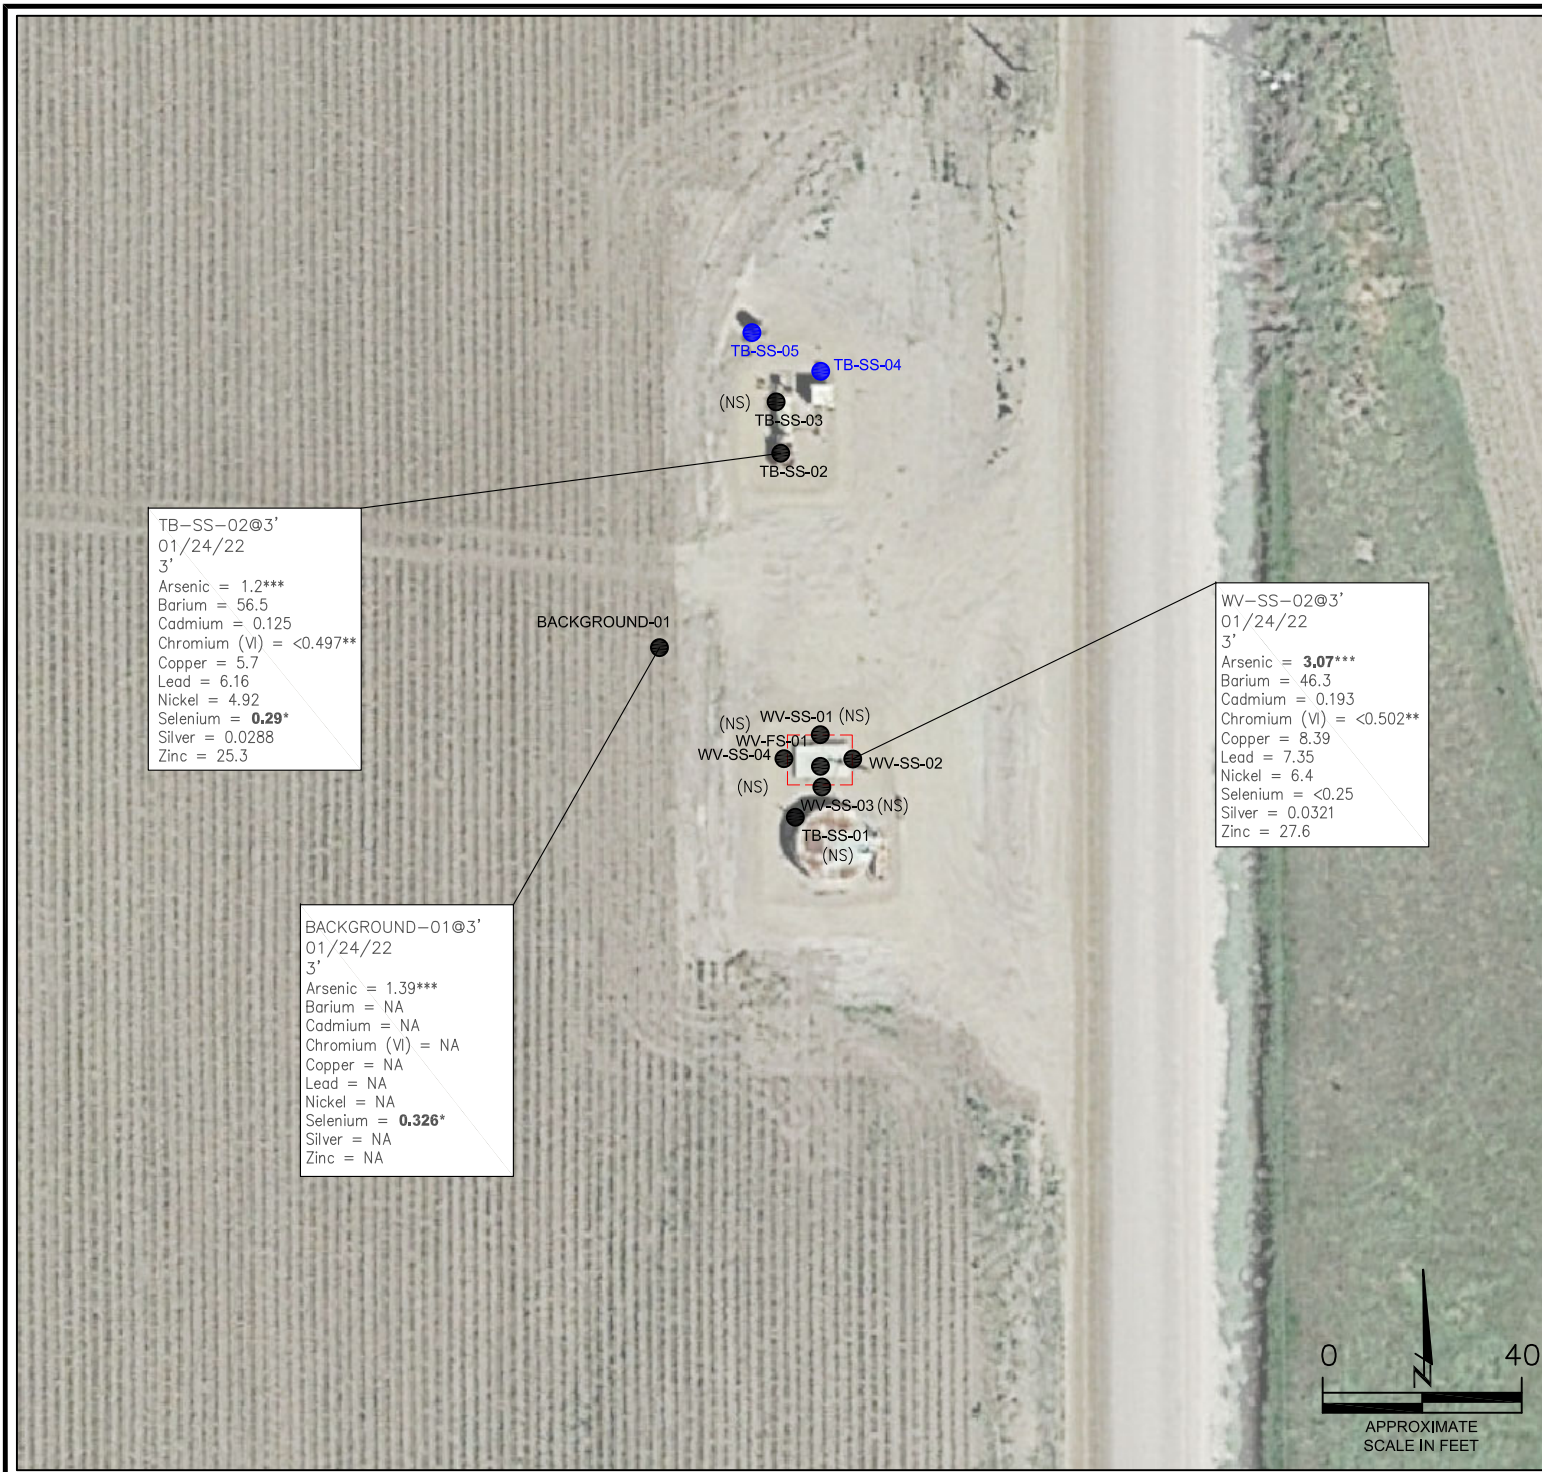 TB-SS-05
TB-SS-04
(NS)
TB-SS-03
TB-SS-02
TB-SS-02@3'
01/24/22
3'
Arsenic = 1.2***
Barium = 56.5
Cadmium = 0.125
Chromium (VI) = <0.497**
Copper = 5.7
Lead = 6.16
Nickel = 4.92
Selenium = 0.29*
Silver = 0.0288
Zinc = 25.3
BACKGROUND-01
WV-SS-02@3'
01/24/22
3'
Arsenic = 3.07***
Barium = 46.3
Cadmium = 0.193
Chromium (VI) = <0.502**
Copper = 8.39
Lead = 7.35
Nickel = 6.4
Selenium = <0.25
Silver = 0.0321
Zinc = 27.6
(NS) WV-SS-01 (NS)
WV-FS-01
WV-SS-04
WV-SS-02
(NS)
WV-SS-03 (NS)
TB-SS-01
(NS)
BACKGROUND-01@3'
01/24/22
3'
Arsenic = 1.39***
Barium = NA
Cadmium = NA
Chromium (VI) = NA
Copper = NA
Lead = NA
Nickel = NA
Selenium = 0.326*
Silver = NA
Zinc = NA
N
0 40
APPROXIMATE
SCALE IN FEET